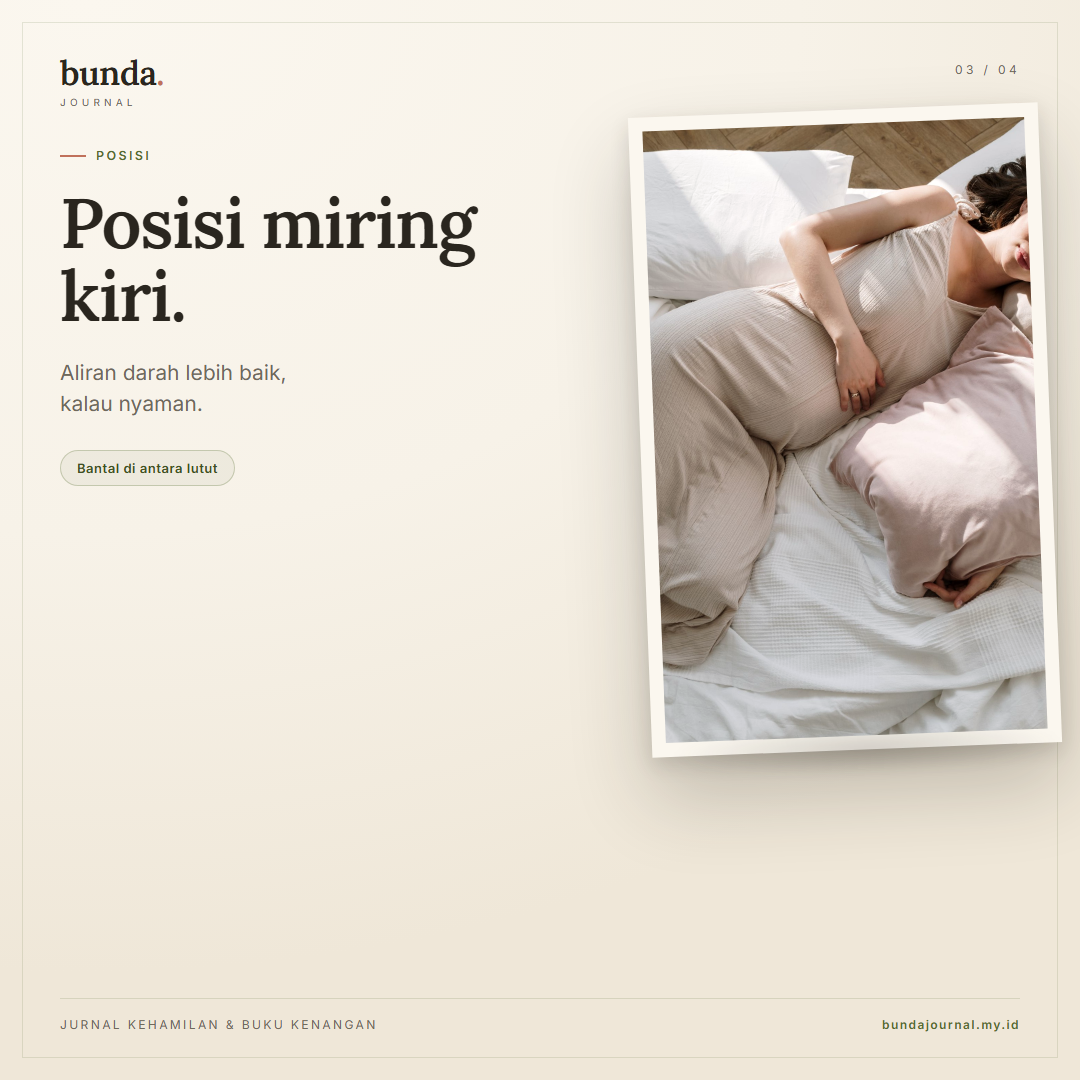 bunda.
JOURNAL
03 / 04
POSISI
Posisi miring
kiri.
Aliran darah lebih baik,
kalau nyaman.
Bantal di antara lutut
JURNAL KEHAMILAN & BUKU KENANGAN
bundajournal.my.id